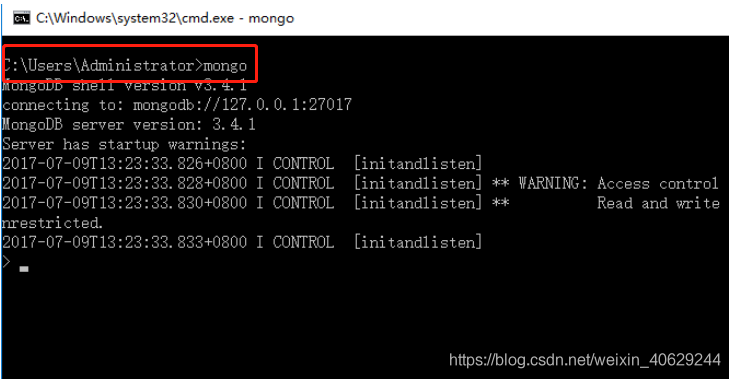 C:\Windows\system32\cmd.exe - mongo
C:\Users\Administrator>mongo
MongoDB shell version v3.4.1
connecting to: mongodb://127.0.0.1:27017
MongoDB server version: 3.4.1
Server has startup warnings:
2017-07-09T13:23:33.826+0800 I CONTROL  [initandlisten]
2017-07-09T13:23:33.828+0800 I CONTROL  [initandlisten] ** WARNING: Access control
2017-07-09T13:23:33.830+0800 I CONTROL  [initandlisten] **          Read and write
nrestricted.
2017-07-09T13:23:33.833+0800 I CONTROL  [initandlisten]
>
https://blog.csdn.net/weixin_40629244